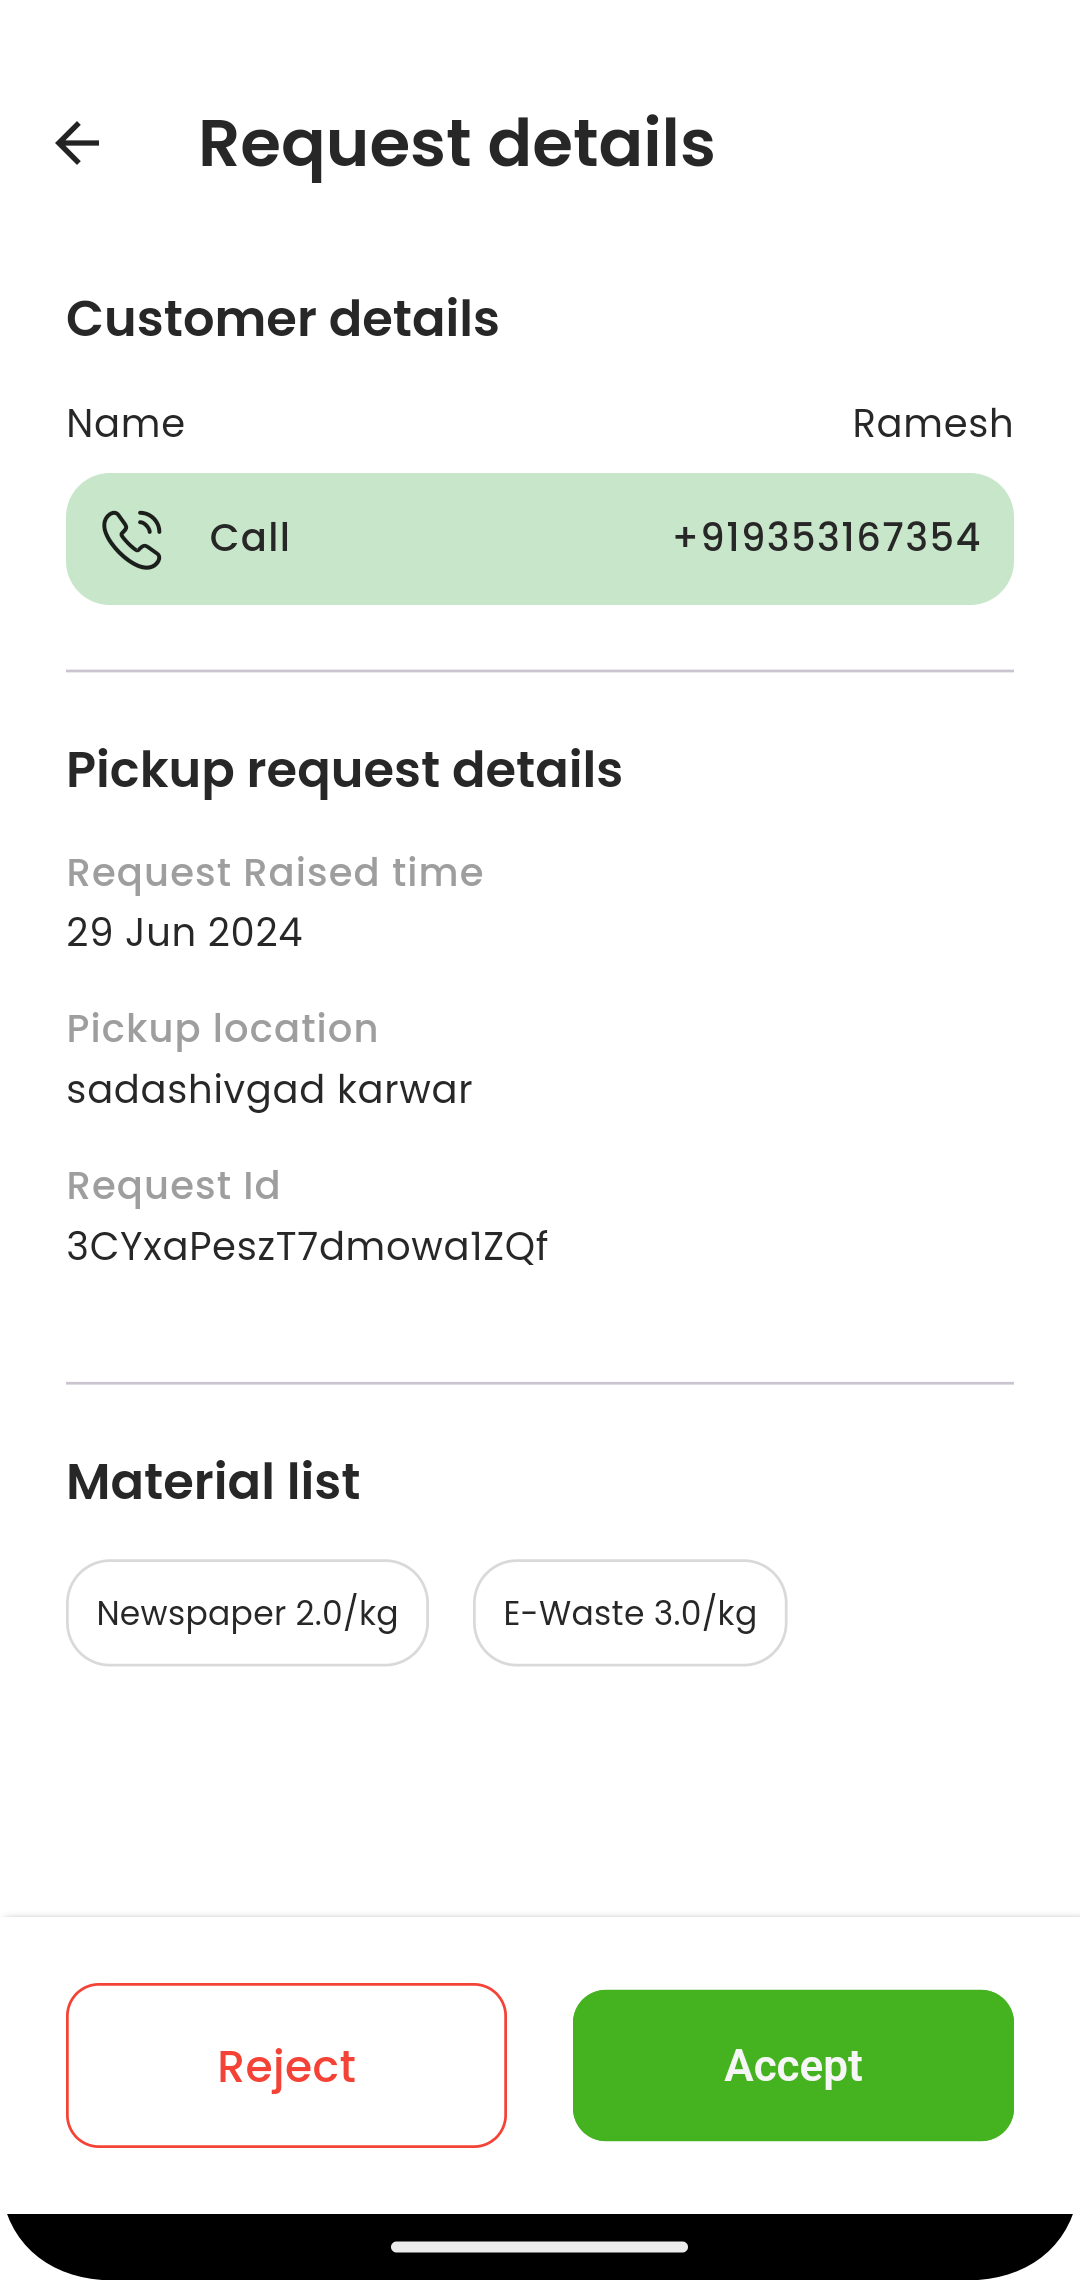 Request details
Customer details
Name Ramesh
Call +919353167354
Pickup request details
Request Raised time
29 Jun 2024
Pickup location
sadashivgad karwar
Request Id
3CYxaPeszT7dmowa1ZQf
Material list
Newspaper 2.0/kg E-Waste 3.0/kg
Reject Accept